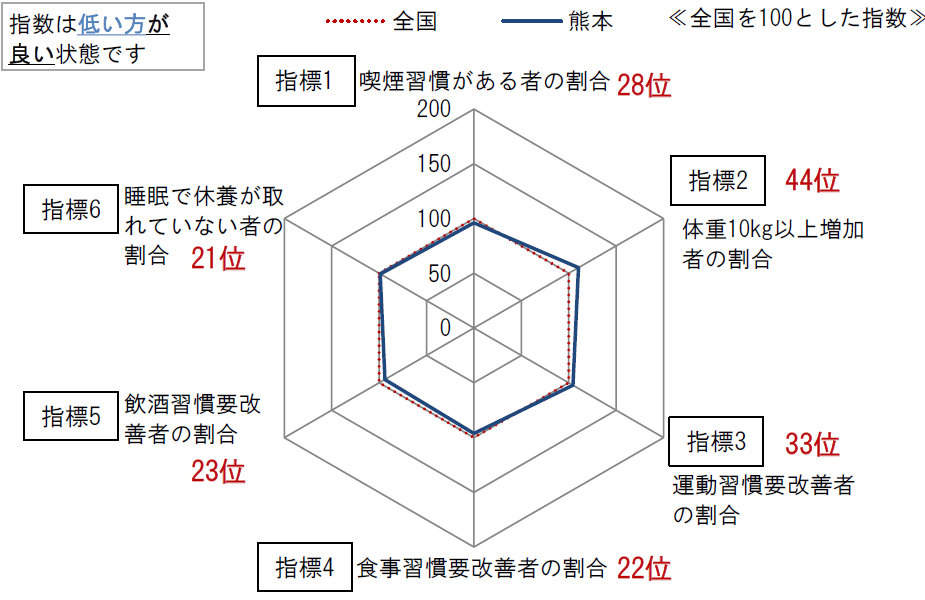 指数は低い方が
良い状態です
全国
熊本
≪全国を100とした指数≫
指標1
喫煙習慣がある者の割合
28位
200
150
100
50
0
指標2
44位
体重10kg以上増加
者の割合
指標3
33位
運動習慣要改善者
の割合
指標4
食事習慣要改善者の割合
22位
指標5
飲酒習慣要改
善者の割合
23位
指標6
睡眠で休養が取
れていない者の
割合
21位